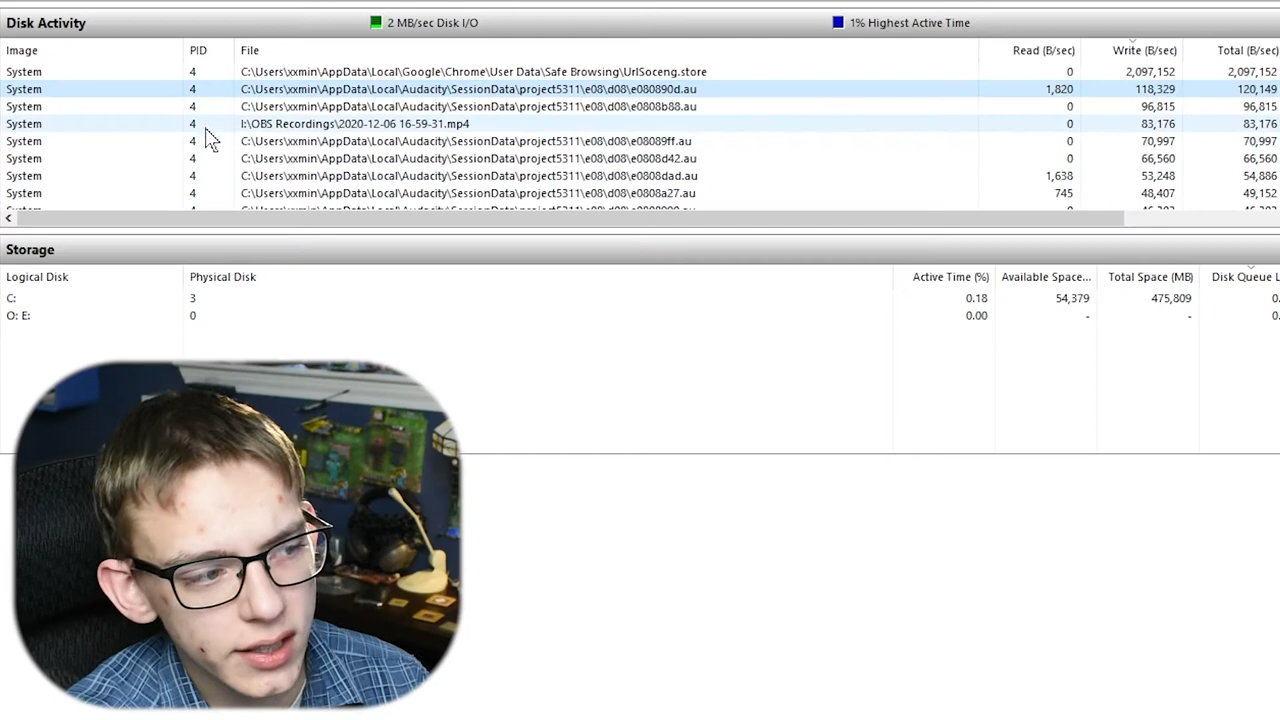 Disk Activity 2 MB/sec Disk I/O 1% Highest Active Time
Image PID File Read (B/sec) Write (B/sec) Total (B/sec)
System 4 C:\Users\xxmin\AppData\Local\Google\Chrome\User Data\Safe Browsing\UrlSoceng.store 0 2,097,152 2,097,152
System 4 C:\Users\xxmin\AppData\Local\Audacity\SessionData\project5311\e08\d08\e080890d.au 1,820 118,329 120,149
System 4 C:\Users\xxmin\AppData\Local\Audacity\SessionData\project5311\e08\d08\e0808b88.au 0 96,815 96,815
System 4 I:\OBS Recordings\2020-12-06 16-59-31.mp4 0 83,176 83,176
System 4 C:\Users\xxmin\AppData\Local\Audacity\SessionData\project5311\e08\d08\e08089ff.au 0 70,997 70,997
System 4 C:\Users\xxmin\AppData\Local\Audacity\SessionData\project5311\e08\d08\e0808d42.au 0 66,560 66,560
System 4 C:\Users\xxmin\AppData\Local\Audacity\SessionData\project5311\e08\d08\e0808dad.au 1,638 53,248 54,886
System 4 C:\Users\xxmin\AppData\Local\Audacity\SessionData\project5311\e08\d08\e0808a27.au 745 48,407 49,152
Storage
Logical Disk Physical Disk Active Time (%) Available Space... Total Space (MB) Disk Queue L
C: 3 0.18 54,379 475,809 0.
O: E: 0 0.00 - - 0.